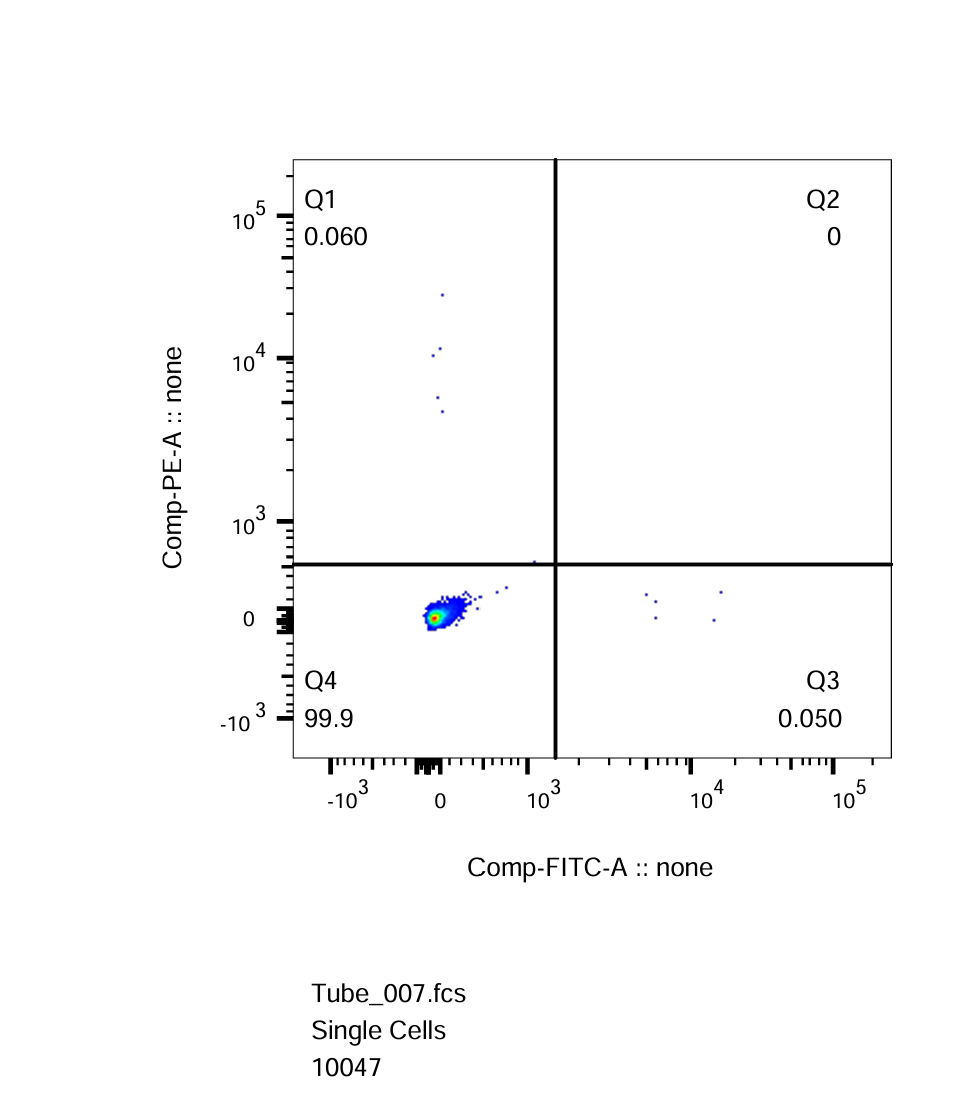 Q1
0.060
Q2
0
10^5
10^4
10^3
0
-10^3
Comp-PE-A :: none
Q4
99.9
Q3
0.050
-10^3
0
10^3
10^4
10^5
Comp-FITC-A :: none
Tube_007.fcs
Single Cells
10047